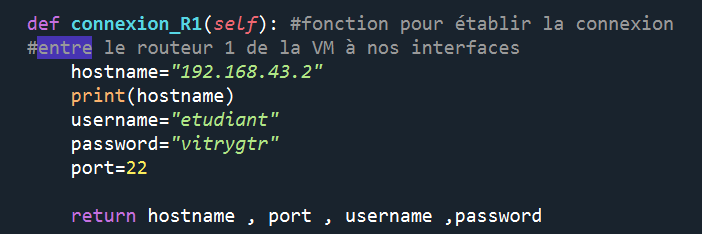 def connexion_R1(self): #fonction pour établir la connexion
#entre le routeur 1 de la VM à nos interfaces
hostname="192.168.43.2"
print(hostname)
username="etudiant"
password="vitrygtr"
port=22
return hostname , port , username ,password